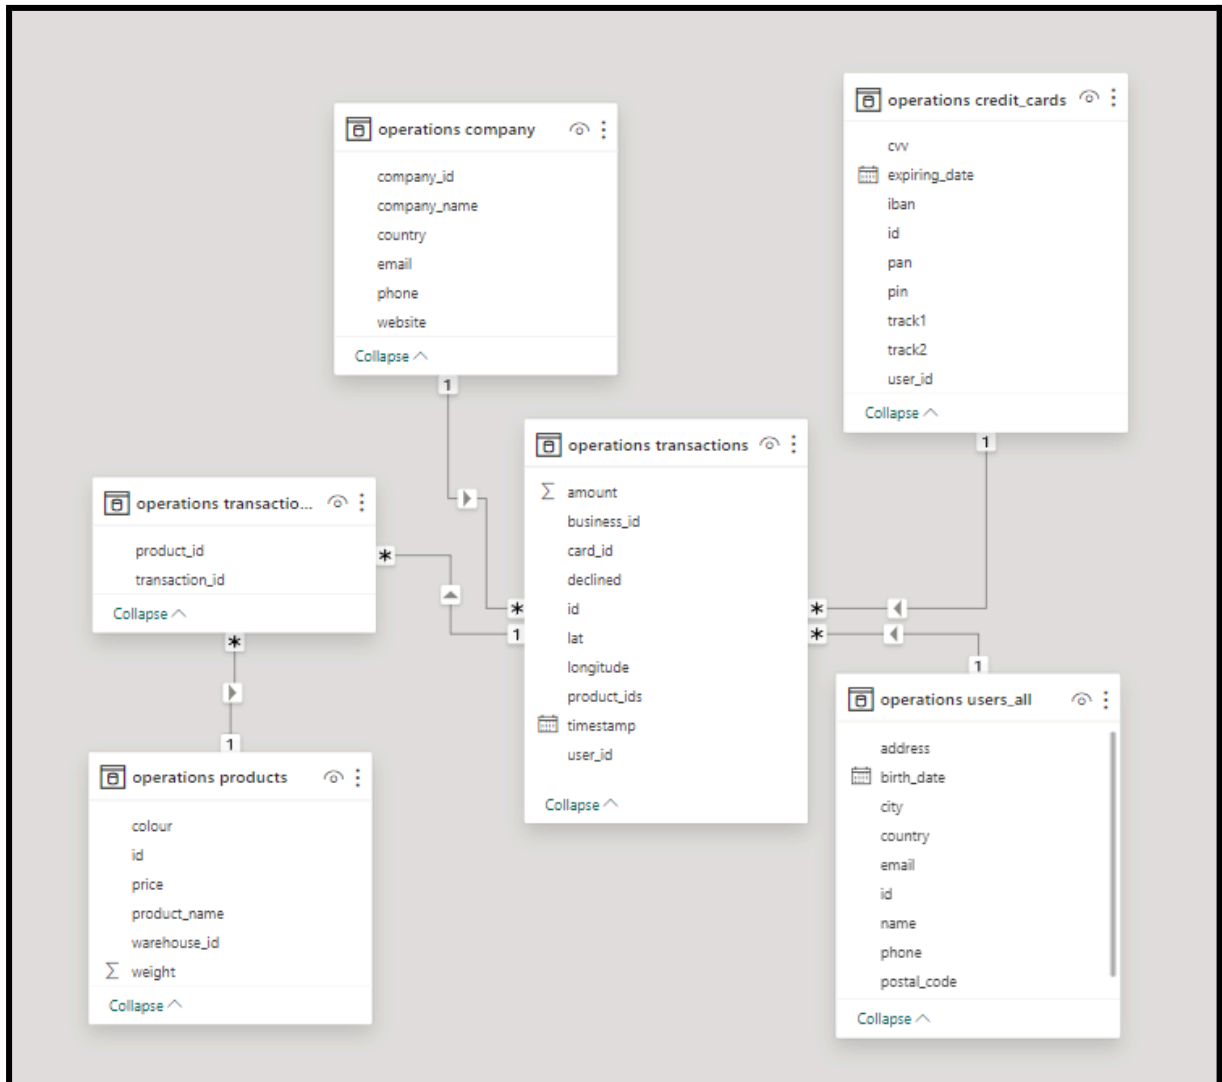 operations company
company_id
company_name
country
email
phone
website
Collapse
1
operations credit_cards
cvv
expiring_date
iban
id
pan
pin
track1
track2
user_id
Collapse
1
operations transactions
Σ amount
business_id
card_id
declined
id
lat
longitude
product_ids
timestamp
user_id
Collapse
*
1
*
*
operations transactio...
product_id
transaction_id
Collapse
*
*
1
operations products
colour
id
price
product_name
warehouse_id
Σ weight
Collapse
1
operations users_all
address
birth_date
city
country
email
id
name
phone
postal_code
Collapse